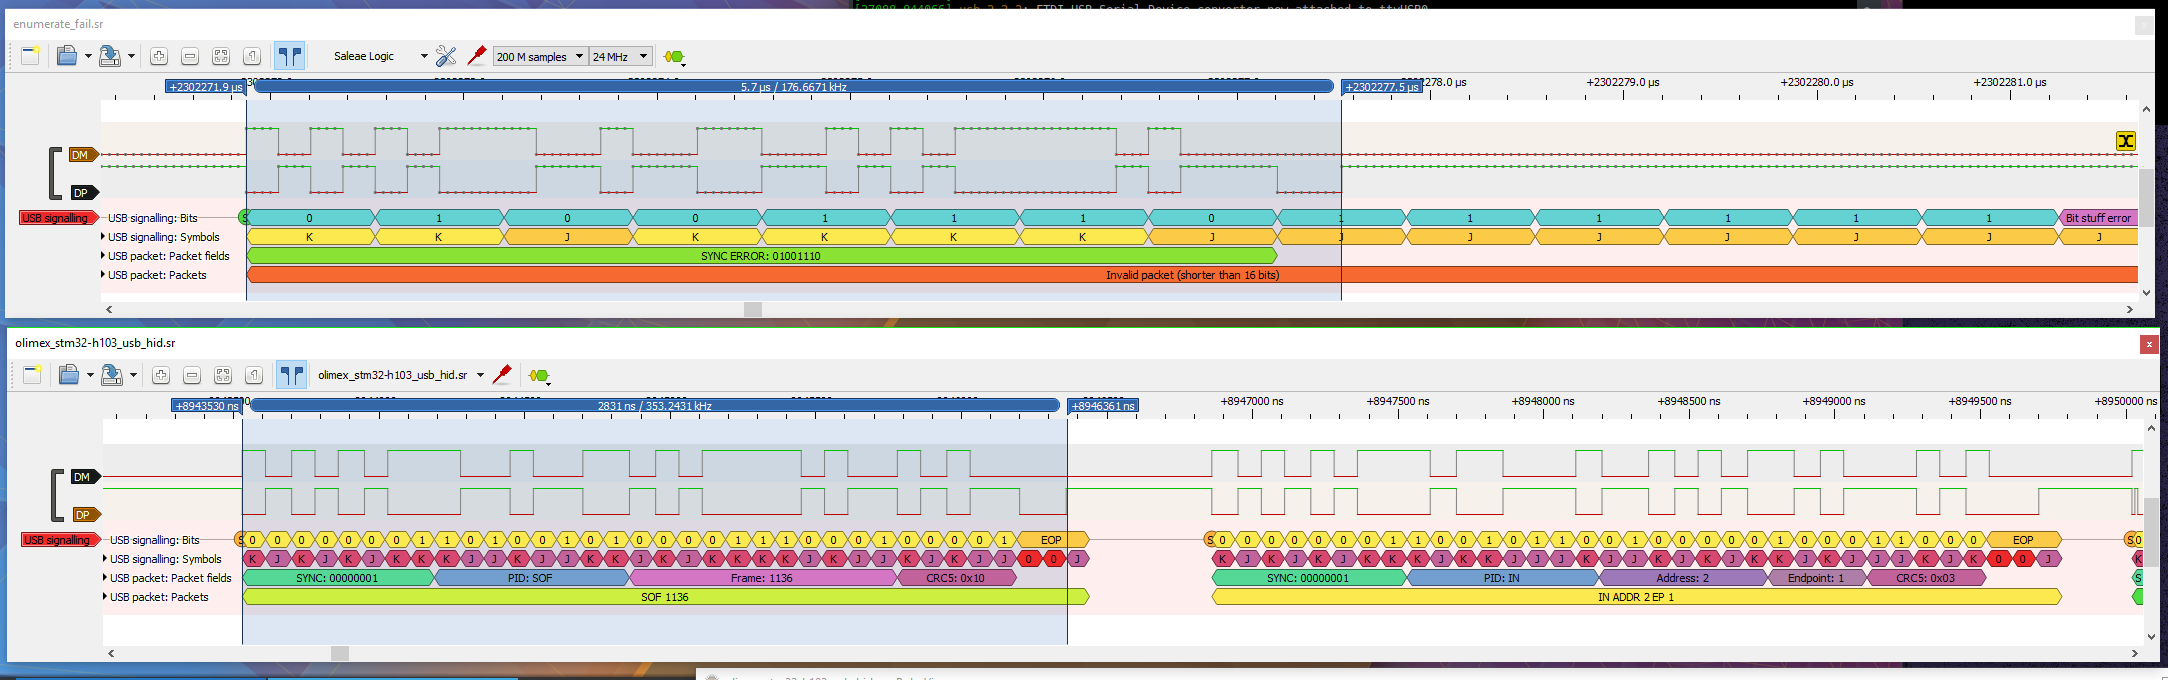 enumerate_fail.sr
Saleae Logic 200 M samples 24 MHz
+2302271.9 µs 5.7 µs / 176.6671 kHz +2302277.5 µs 278.0 µs +2302279.0 µs +2302280.0 µs +2302281.0 µs
DM
DP
USB signalling USB signalling: Bits S 0 1 0 0 1 1 1 0 1 1 1 1 1 1 Bit stuff error
USB signalling: Symbols K K J K K K K J J J J J J J J
USB packet: Packet fields SYNC ERROR: 01001110
USB packet: Packets Invalid packet (shorter than 16 bits)
olimex_stm32-h103_usb_hid.sr
olimex_stm32-h103_usb_hid.sr
+8943530 ns 2831 ns / 353.2431 kHz +8946361 ns +8947000 ns +8947500 ns +8948000 ns +8948500 ns +8949000 ns +8949500 ns +8950000 ns
DM
DP
USB signalling USB signalling: Bits S 0 0 0 0 0 0 0 1 1 0 1 0 0 1 0 1 0 0 0 0 1 1 1 0 0 0 1 0 0 0 0 1 EOP S 0 0 0 0 0 0 0 1 1 0 0 1 0 1 1 0 0 1 0 0 0 0 0 1 0 0 0 1 1 0 0 0 EOP S 0
USB signalling: Symbols
USB packet: Packet fields SYNC: 00000001 PID: SOF Frame: 1136 CRC5: 0x10 SYNC: 00000001 PID: IN Address: 2 Endpoint: 1 CRC5: 0x03 S
USB packet: Packets SOF 1136 IN ADDR 2 EP 1